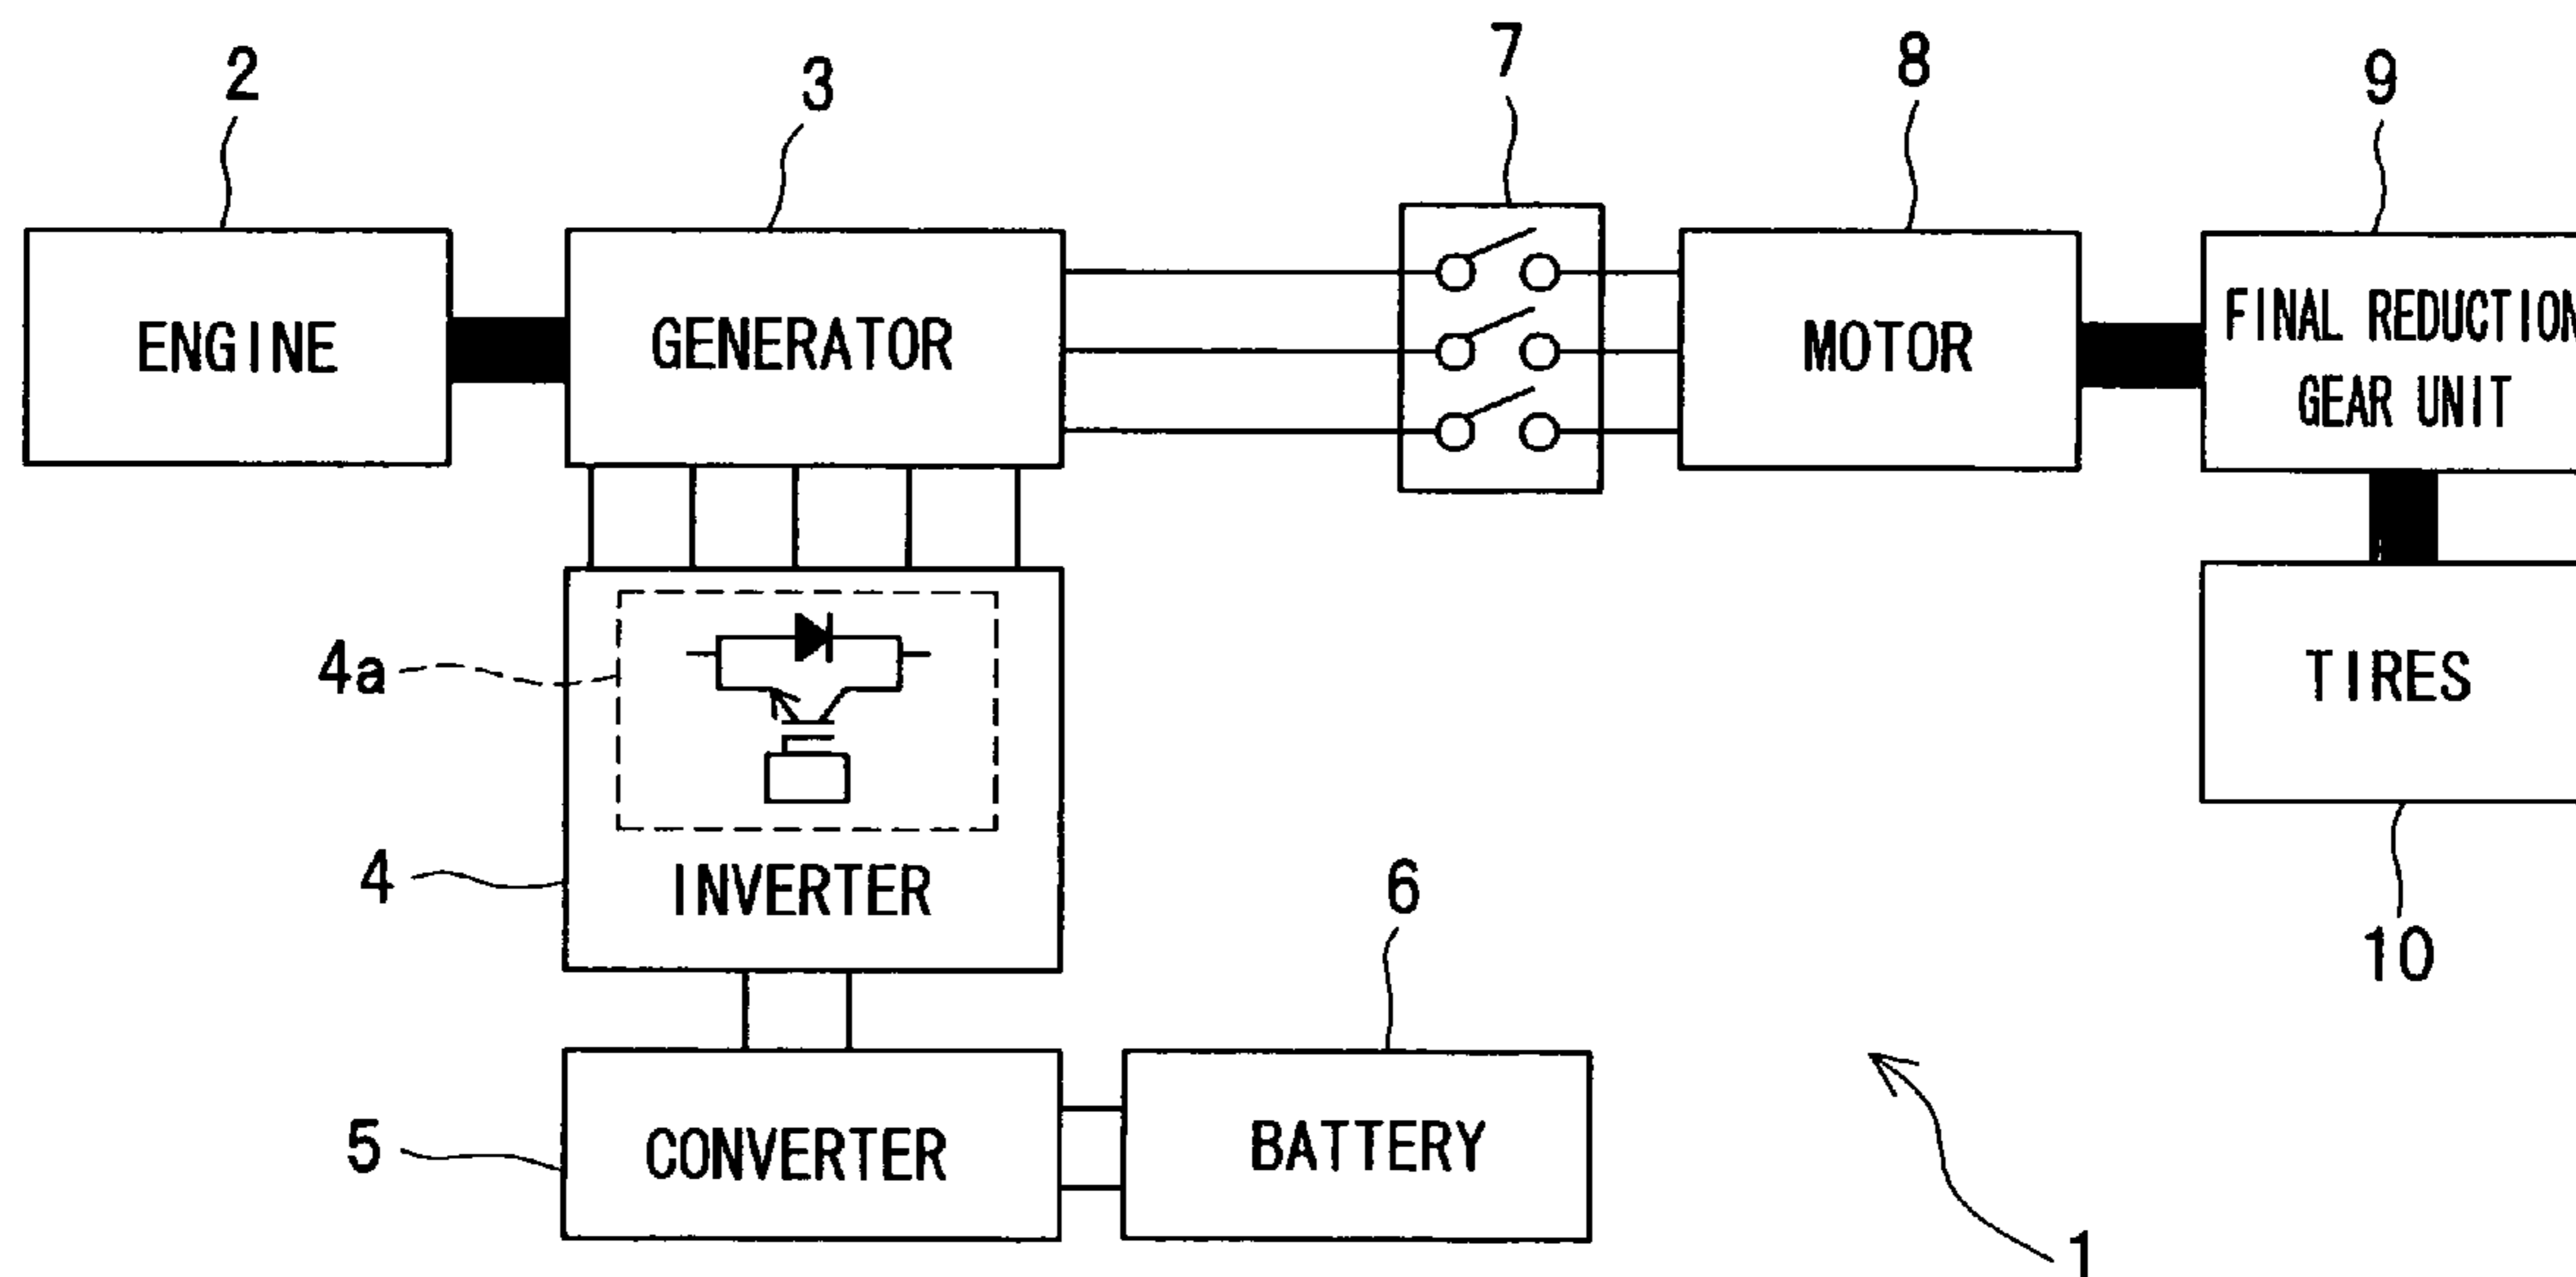 2
3
7
8
9
ENGINE
GENERATOR
MOTOR
FINAL REDUCTION
GEAR UNIT
4a
TIRES
4
INVERTER
6
10
5
CONVERTER
BATTERY
1